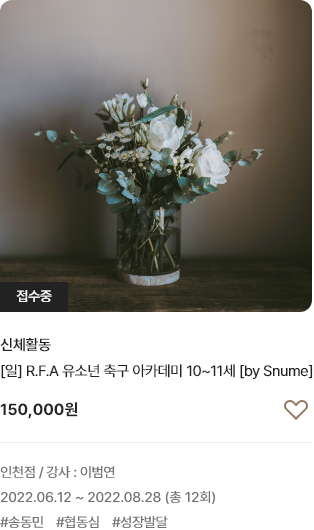 접수중
신체활동
[일] R.F.A 유소년 축구 아카데미 10~11세 [by Snume]
150,000원
인천점 / 강사 : 이범연
2022.06.12 ~ 2022.08.28 (총 12회)
#송동민 #협동심 #성장발달